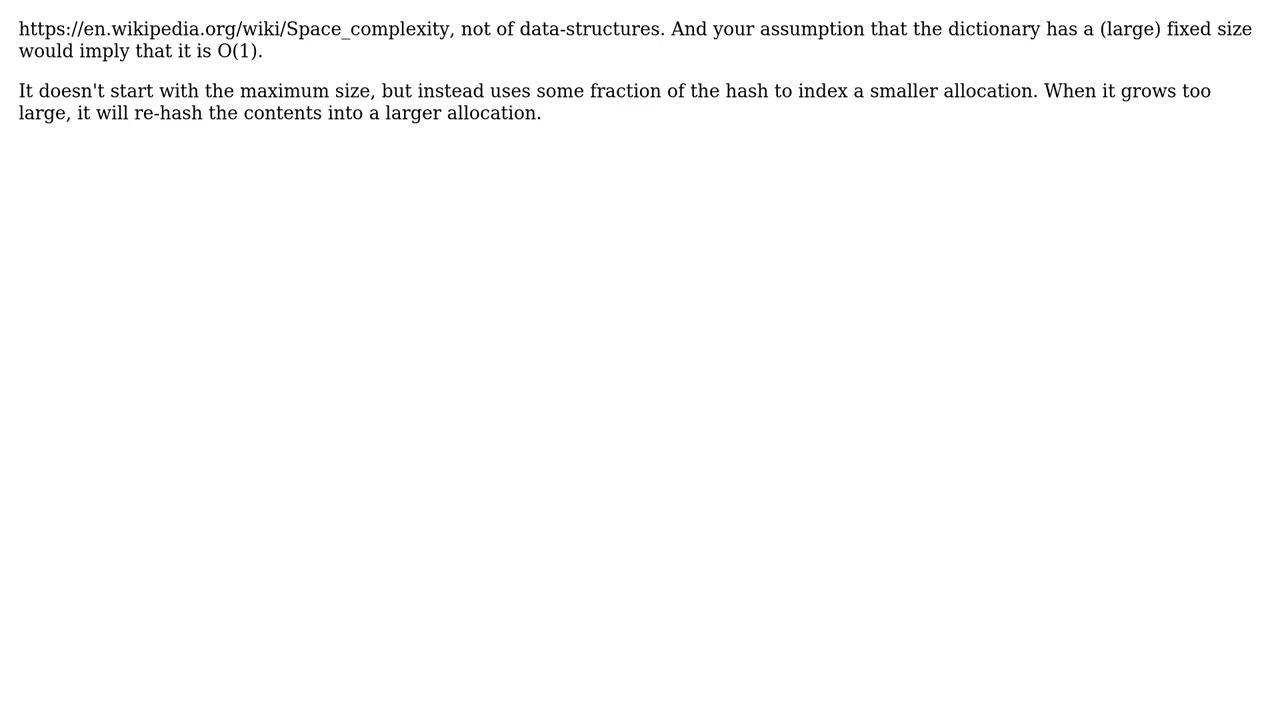 https://en.wikipedia.org/wiki/Space_complexity, not of data-structures. And your assumption that the dictionary has a (large) fixed size
would imply that it is O(1).
It doesn't start with the maximum size, but instead uses some fraction of the hash to index a smaller allocation. When it grows too
large, it will re-hash the contents into a larger allocation.